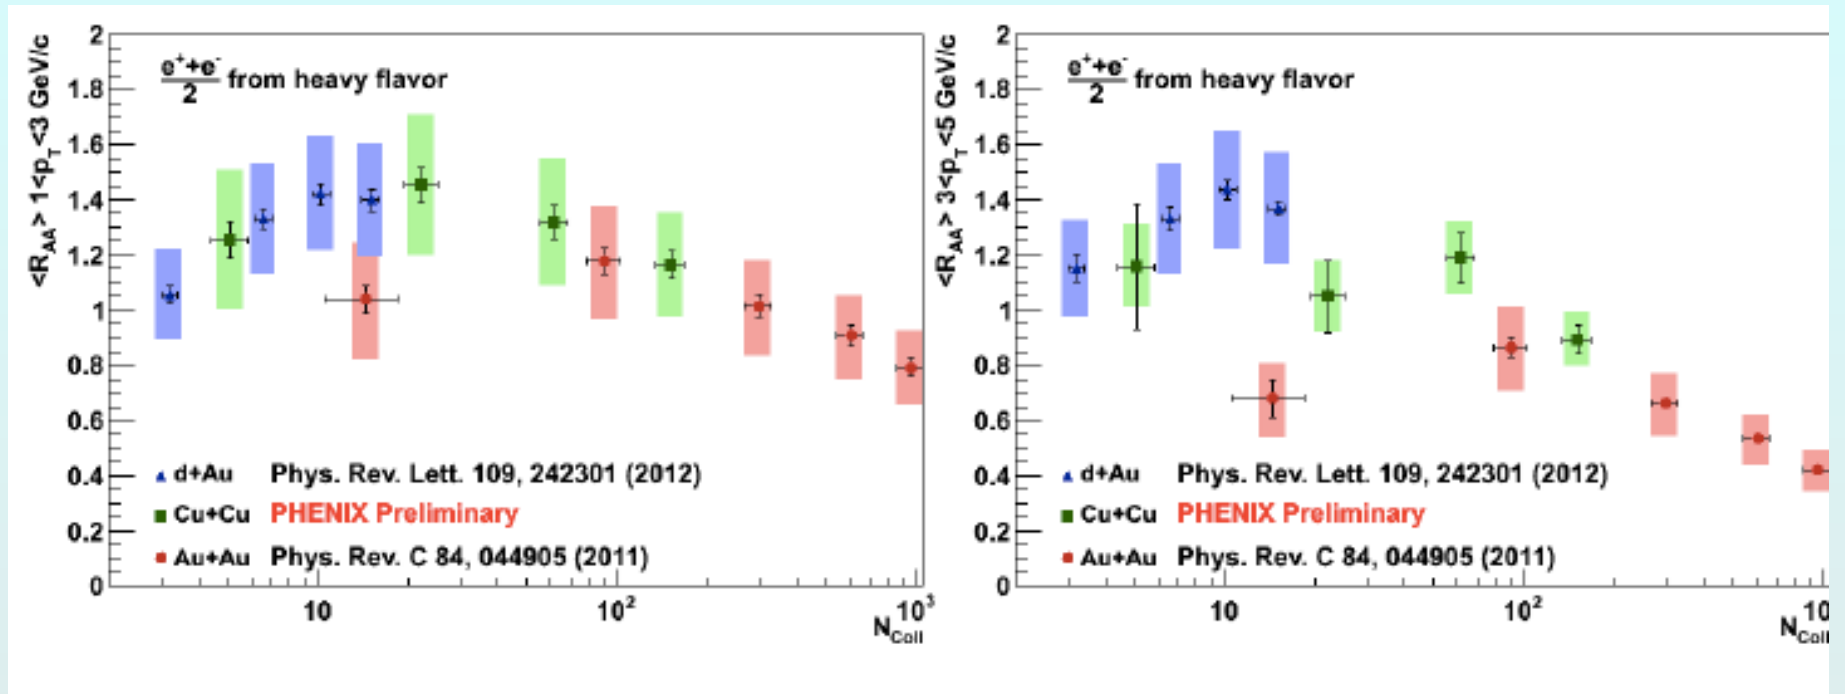 <R_AA> 1<p_T<3 GeV/c
2
1.8
1.6
1.4
1.2
1
0.8
0.6
0.4
0.2
0
e⁺+e⁻
2
from heavy flavor
d+Au Phys. Rev. Lett. 109, 242301 (2012)
Cu+Cu PHENIX Preliminary
Au+Au Phys. Rev. C 84, 044905 (2011)
10 10² 10³
N_Coll
<R_AA> 3<p_T<5 GeV/c
2
1.8
1.6
1.4
1.2
1
0.8
0.6
0.4
0.2
0
e⁺+e⁻
2
from heavy flavor
d+Au Phys. Rev. Lett. 109, 242301 (2012)
Cu+Cu PHENIX Preliminary
Au+Au Phys. Rev. C 84, 044905 (2011)
10 10² 10
N_Coll